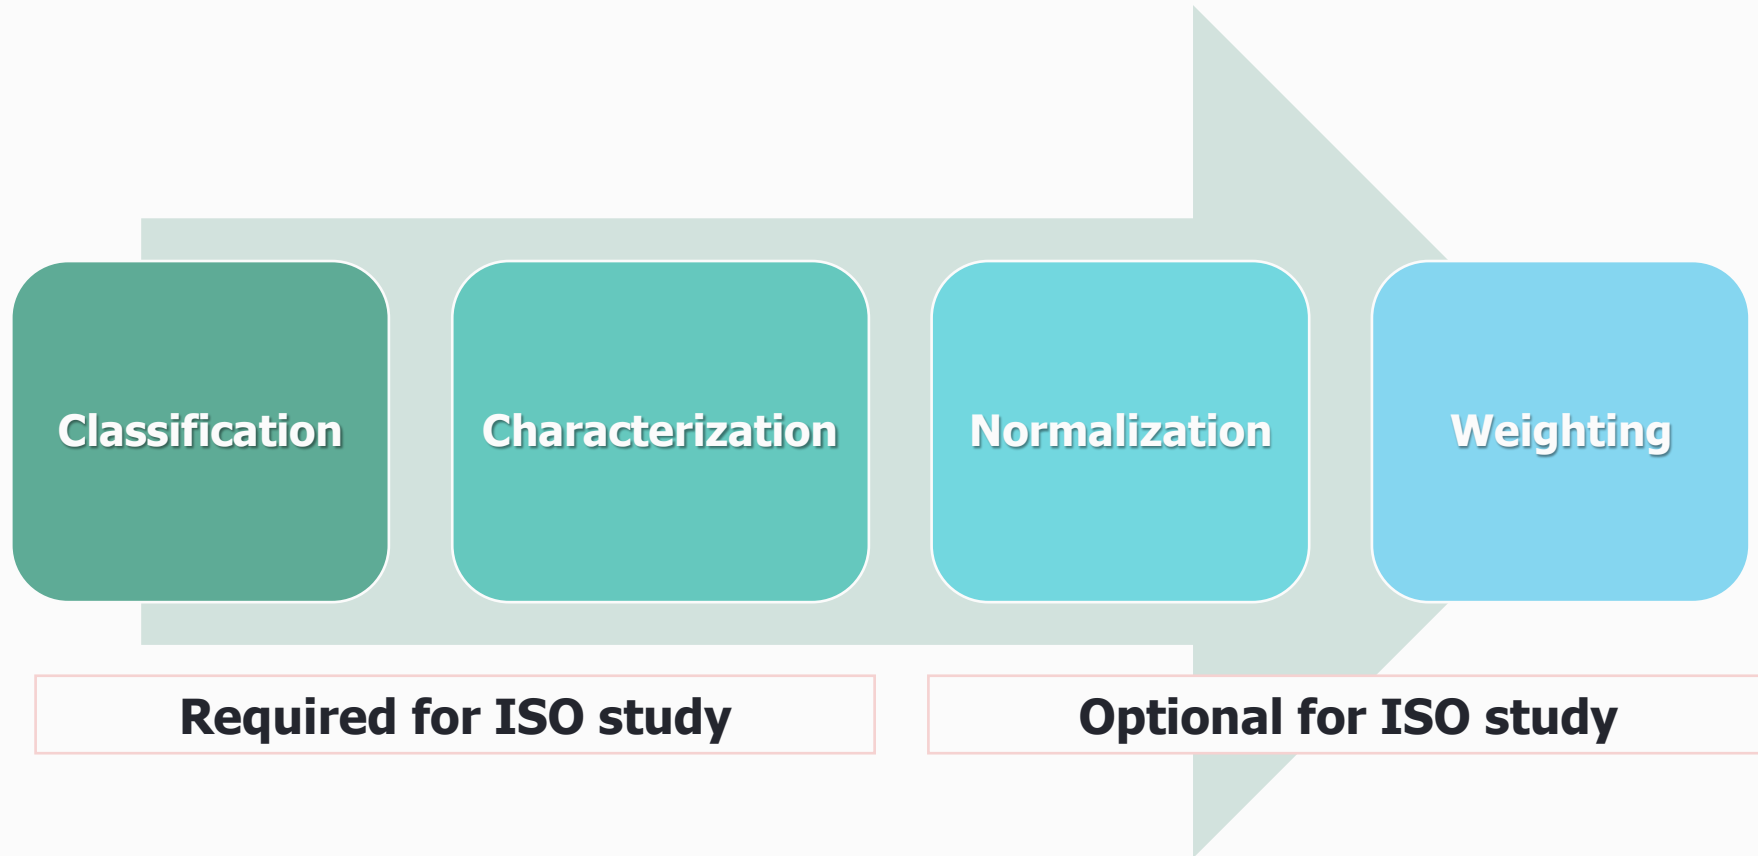 Classification
Characterization
Normalization
Weighting
Required for ISO study
Optional for ISO study